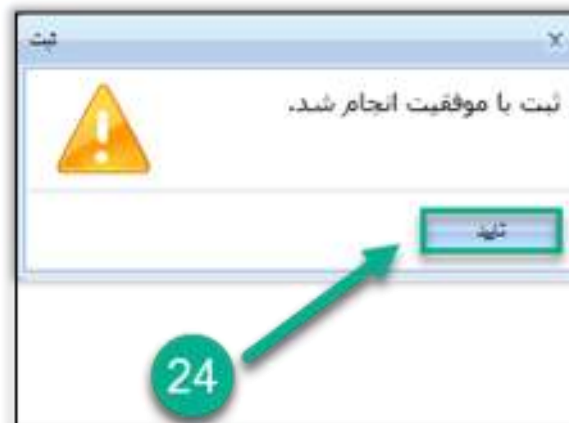 ثبت
ثبت با موفقیت انجام شد.
تایید
24